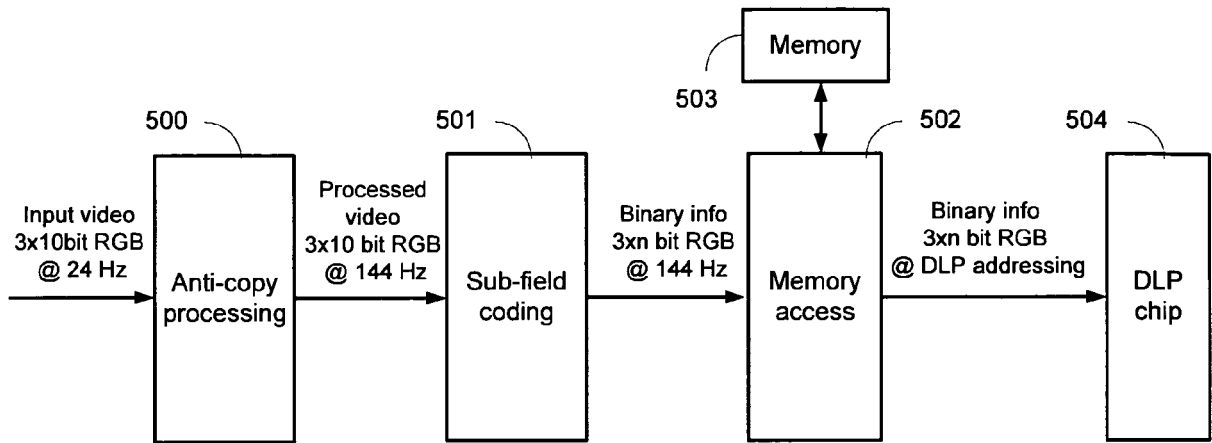 Memory
503
500
501
502
504
Input video
3x10bit RGB
@ 24 Hz
Anti-copy
processing
Processed
video
3x10 bit RGB
@ 144 Hz
Sub-field
coding
Binary info
3xn bit RGB
@ 144 Hz
Memory
access
Binary info
3xn bit RGB
@ DLP addressing
DLP
chip